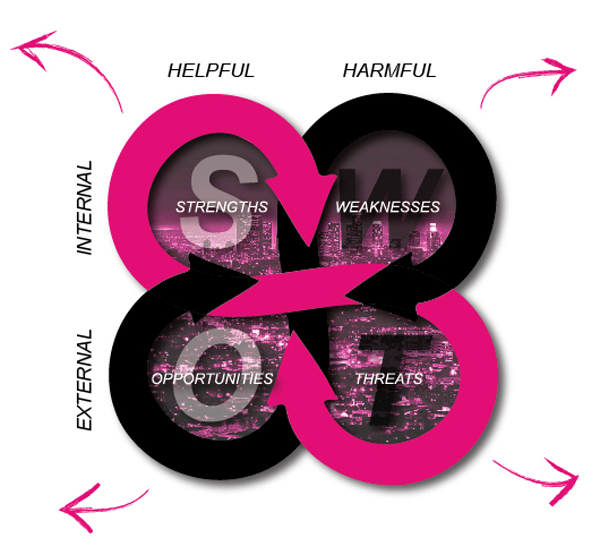 HELPFUL
HARMFUL
INTERNAL
S
W
STRENGTHS
WEAKNESSES
EXTERNAL
O
T
OPPORTUNITIES
THREATS